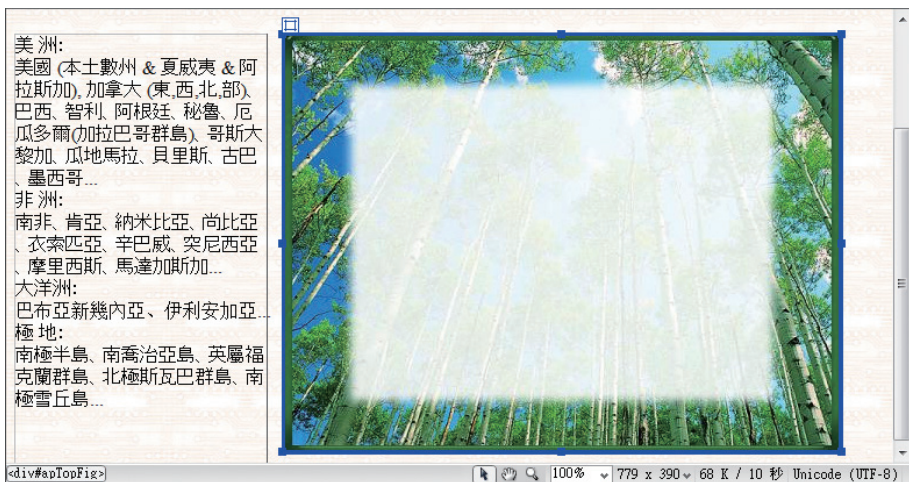 美 洲:
美國 (本土數州 & 夏威夷 & 阿
拉斯加), 加拿大 (東,西,北,部)、
巴西、智利、阿根廷、秘魯、厄
瓜多爾(加拉巴哥群島)、哥斯大
黎加、瓜地馬拉、貝里斯、古巴
、墨西哥...
非 洲:
南非、肯亞、納米比亞、尚比亞
、衣索匹亞、辛巴威、突尼西亞
、摩里西斯、馬達加斯加...
大洋洲:
巴布亞新幾內亞、伊利安加亞...
極 地:
南極半島、南喬治亞島、英屬福
克蘭群島、北極斯瓦巴群島、南
極雪丘島...
<div#apTopFig> 100% 779 x 390 68 K / 10 秒 Unicode (UTF-8)